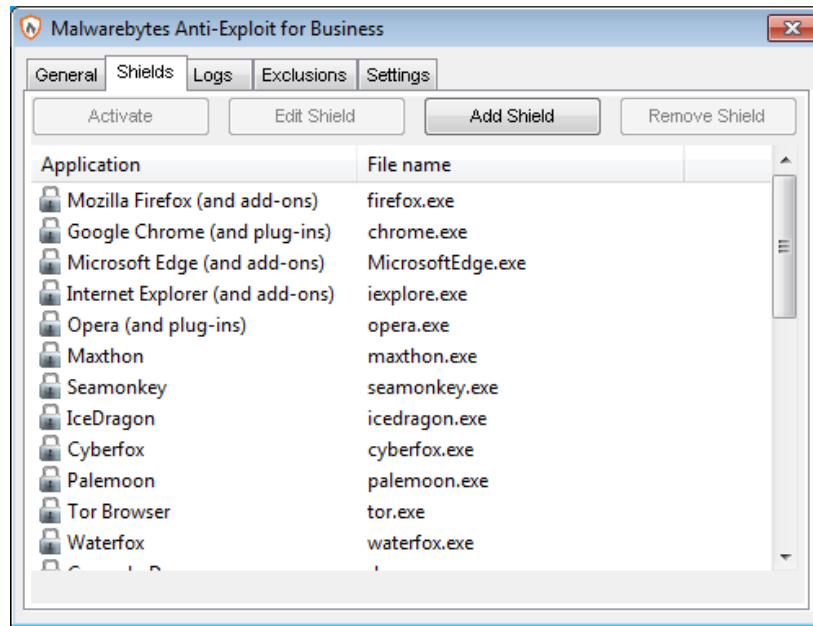 Malwarebytes Anti-Exploit for Business
General Shields Logs Exclusions Settings
Activate Edit Shield Add Shield Remove Shield
Application File name
Mozilla Firefox (and add-ons) firefox.exe
Google Chrome (and plug-ins) chrome.exe
Microsoft Edge (and add-ons) MicrosoftEdge.exe
Internet Explorer (and add-ons) iexplore.exe
Opera (and plug-ins) opera.exe
Maxthon maxthon.exe
Seamonkey seamonkey.exe
IceDragon icedragon.exe
Cyberfox cyberfox.exe
Palemoon palemoon.exe
Tor Browser tor.exe
Waterfox waterfox.exe